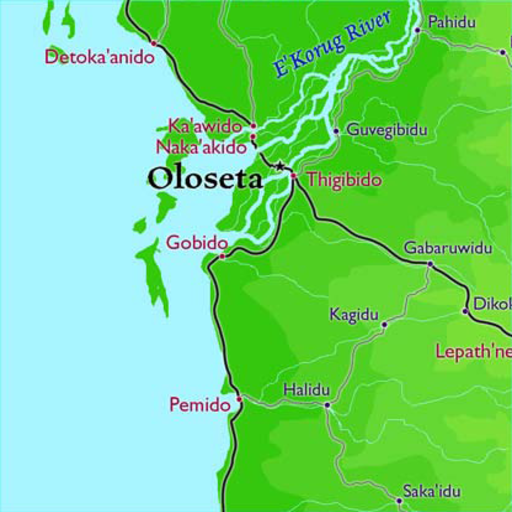 Pahidu
E'Korug River
Detoka'anido
Ka'awido
Guvegibidu
Naka'akido
Oloseta
Thigibido
Gobido
Gabaruwidu
Dikok
Kagidu
Lepath'ne
Halidu
Pemido
Saka'idu